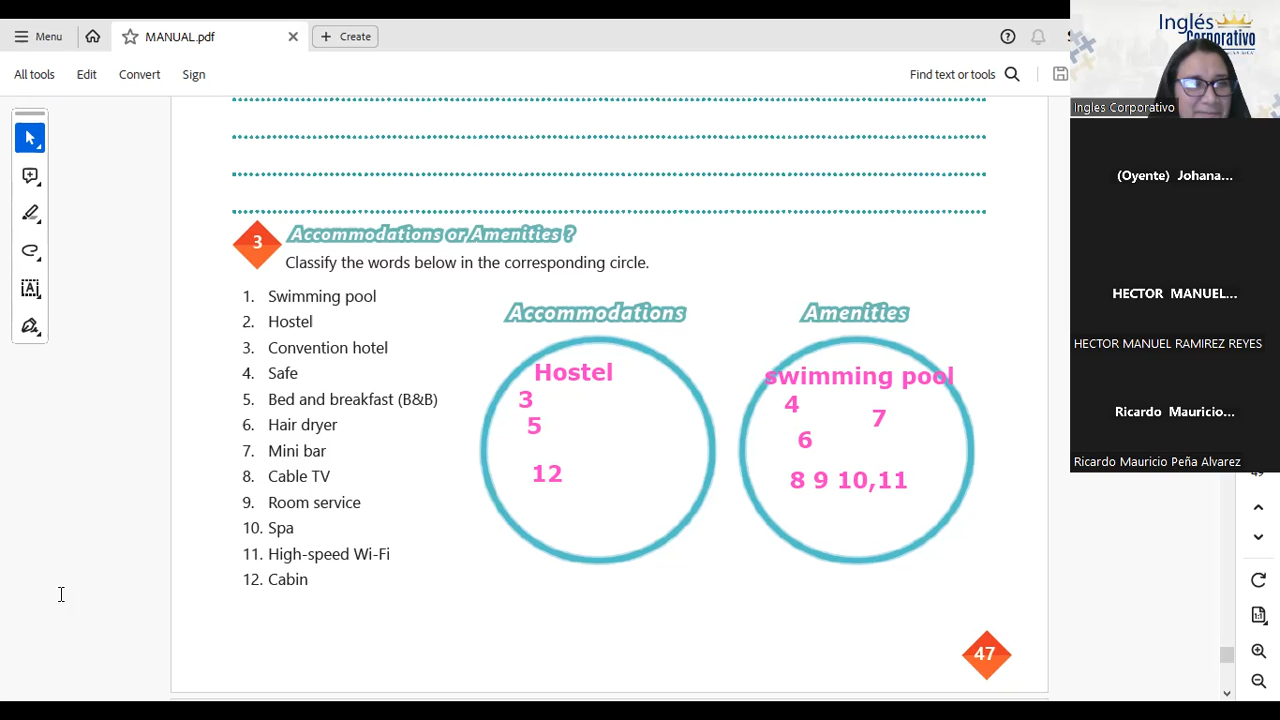 Menu
MANUAL.pdf
Create
All tools
Edit
Convert
Sign
Find text or tools
3
Accommodations or Amenities ?
Classify the words below in the corresponding circle.
1. Swimming pool
2. Hostel
3. Convention hotel
4. Safe
5. Bed and breakfast (B&B)
6. Hair dryer
7. Mini bar
8. Cable TV
9. Room service
10. Spa
11. High-speed Wi-Fi
12. Cabin
Accommodations
Hostel
3
5
12
Amenities
swimming pool
4
7
6
8 9 10,11
47
Inglés
Corporativo
Ingles Corporativo
(Oyente) Johana...
HECTOR MANUEL...
HECTOR MANUEL RAMIREZ REYES
Ricardo Mauricio...
Ricardo Mauricio Peña Alvarez